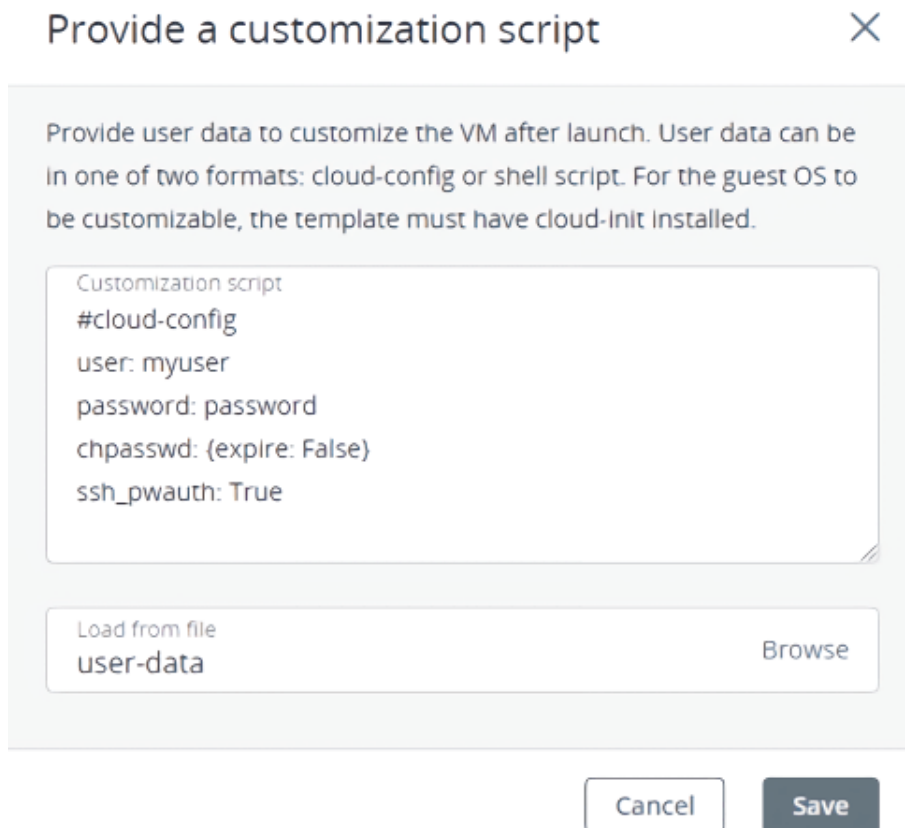 Provide a customization script
Provide user data to customize the VM after launch. User data can be
in one of two formats: cloud-config or shell script. For the guest OS to
be customizable, the template must have cloud-init installed.
Customization script
#cloud-config
user: myuser
password: password
chpasswd: {expire: False}
ssh_pwauth: True
Load from file
user-data
Browse
Cancel
Save